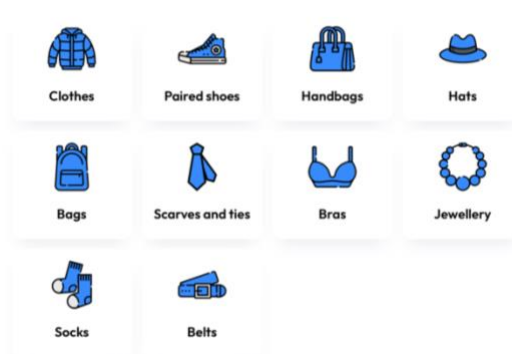 Clothes
Paired shoes
Handbags
Hats
Bags
Scarves and ties
Bras
Jewellery
Socks
Belts